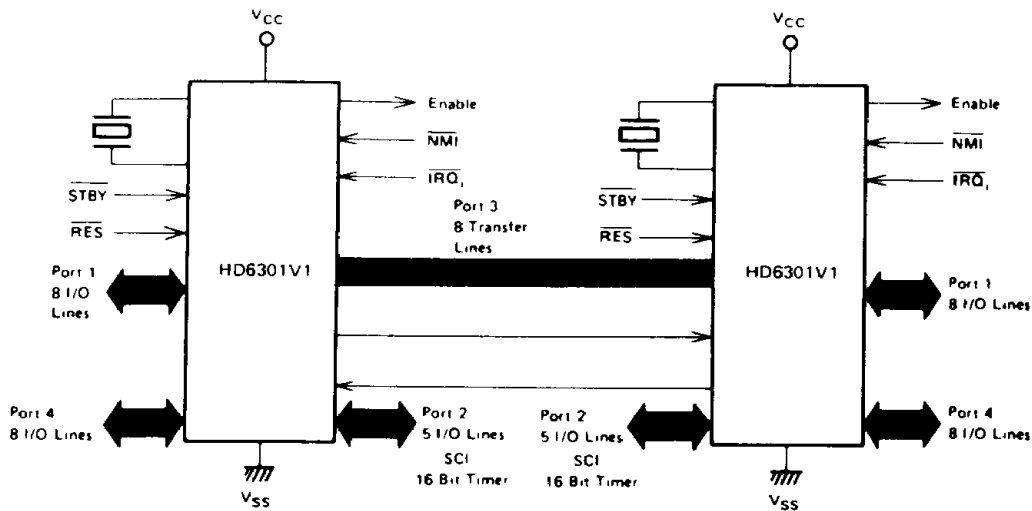 VCC
Enable
NMI
IRQ1
STBY
RES
HD6301V1
Port 1
8 I/O
Lines
Port 4
8 I/O Lines
Port 2
5 I/O Lines
SCI
16 Bit Timer
VSS
Port 3
8 Transfer
Lines
VCC
Enable
NMI
IRQ1
STBY
RES
HD6301V1
Port 1
8 I/O Lines
Port 2
5 I/O Lines
SCI
16 Bit Timer
Port 4
8 I/O Lines
VSS